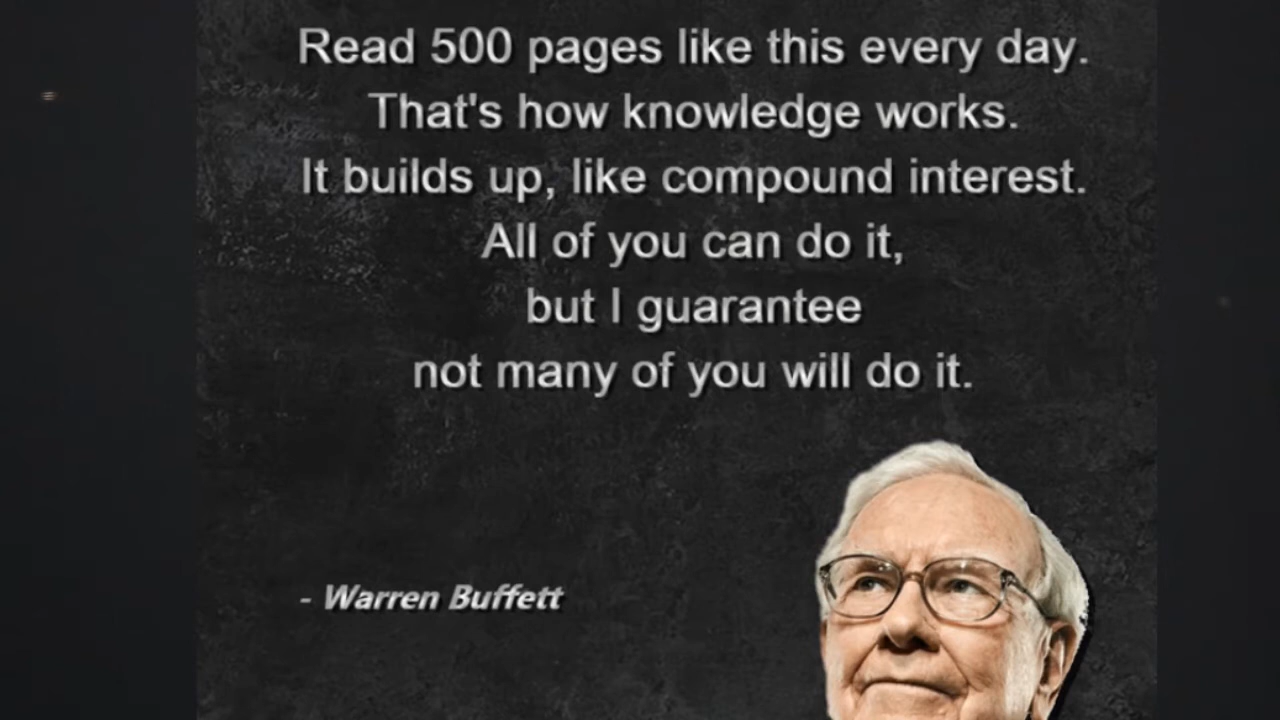 Read 500 pages like this every day.
That's how knowledge works.
It builds up, like compound interest.
All of you can do it,
but I guarantee
not many of you will do it.
- Warren Buffett